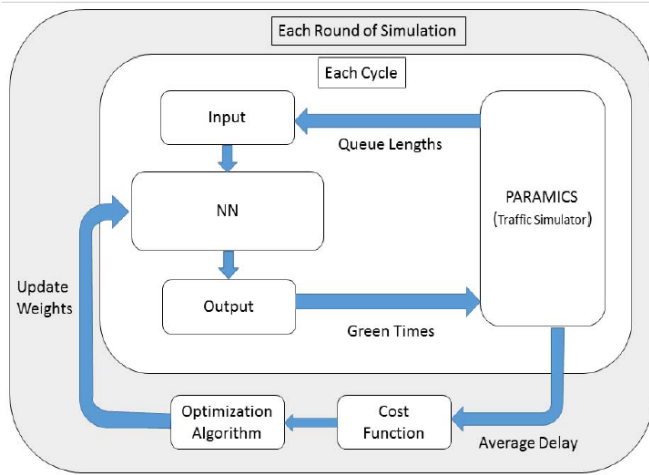 Each Round of Simulation
Each Cycle
Input
Queue Lengths
NN
PARAMICS
(Traffic Simulator)
Output
Green Times
Update
Weights
Optimization
Algorithm
Cost
Function
Average Delay